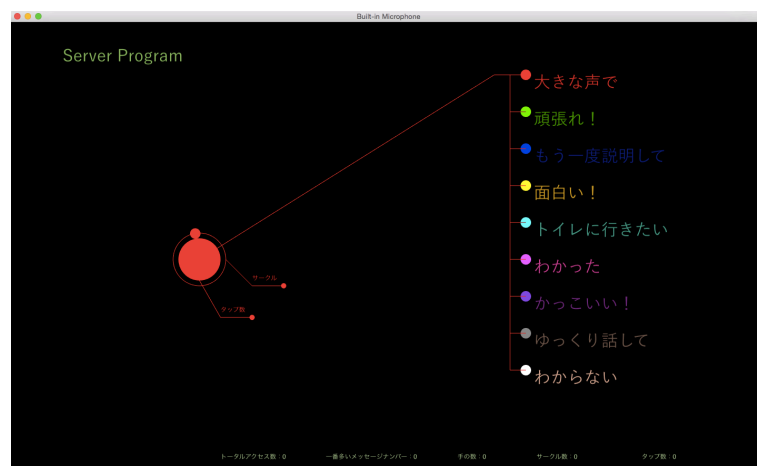 Built-in Microphone
Server Program
大きな声で
頑張れ！
もう一度説明して
面白い！
トイレに行きたい
わかった
かっこいい！
ゆっくり話して
わからない
サークル
タップ数
トータルアクセス数：0 一番多いメッセージナンバー：0 手の数：0 サークル数：0 タップ数：0